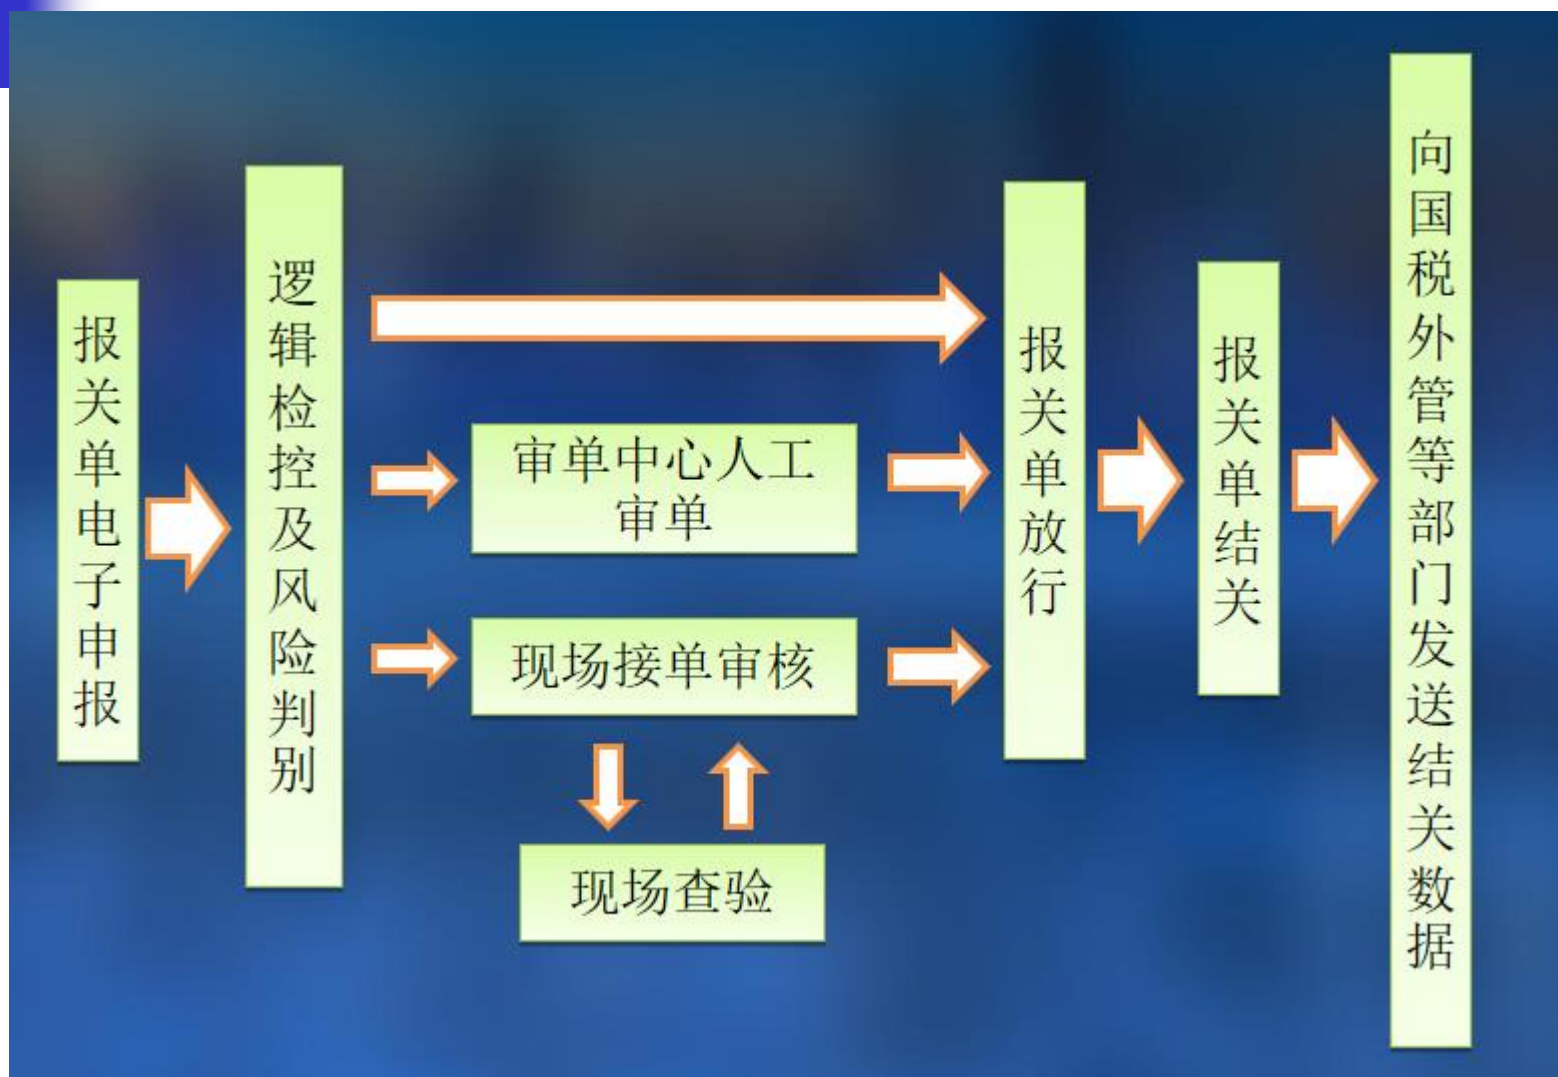 报关单电子申报
逻辑检控及风险判别
审单中心人工
审单
现场接单审核
现场查验
报关单放行
报关单结关
向国税外管等部门发送结关数据